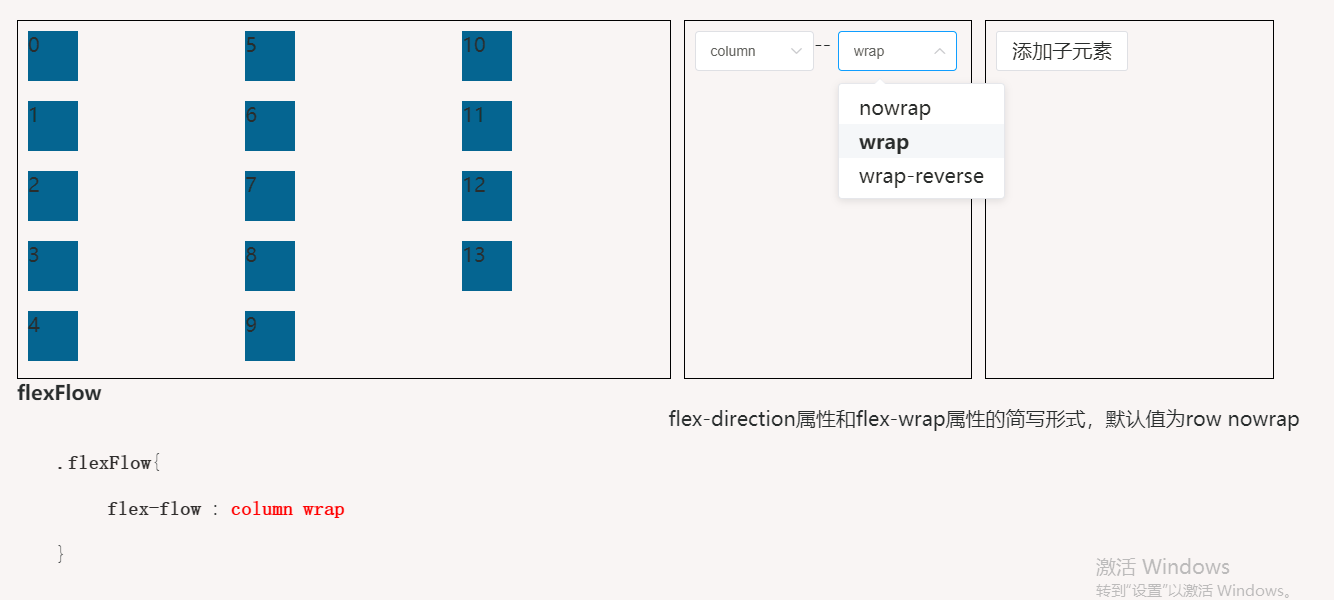 0 5 10
1 6 11
2 7 12
3 8 13
4 9
column -- wrap
nowrap
wrap
wrap-reverse
添加子元素
flexFlow
flex-direction属性和flex-wrap属性的简写形式，默认值为row nowrap
.flexFlow{
flex-flow : column wrap
}
激活 Windows
转到"设置"以激活 Windows。